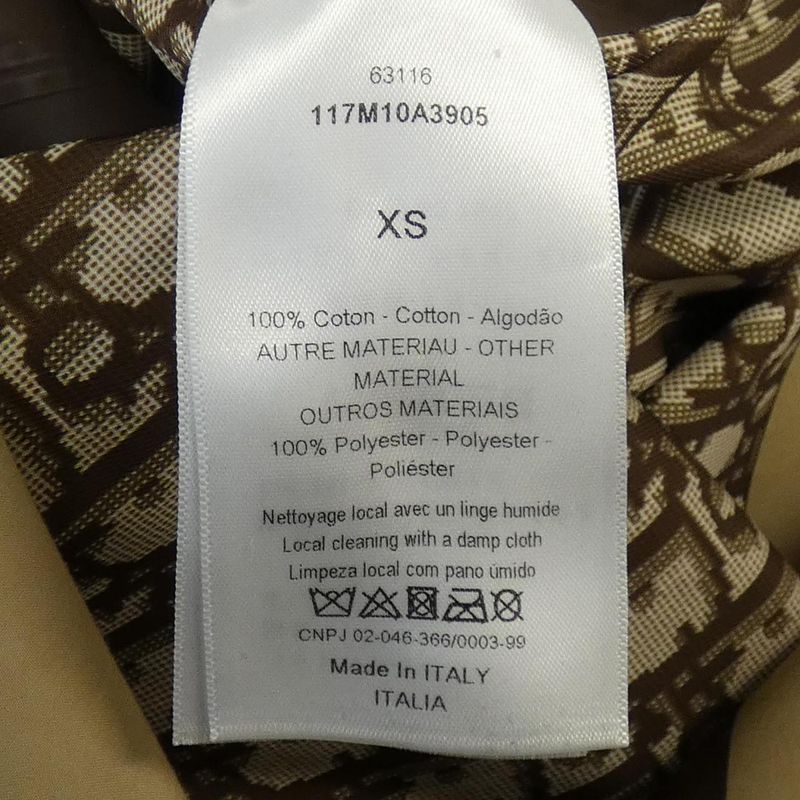 63116
117M10A3905
XS
100% Coton - Cotton - Algodão
AUTRE MATERIAU - OTHER
MATERIAL
OUTROS MATERIAIS
100% Polyester - Polyester -
Poliéster
Nettoyage local avec un linge humide
Local cleaning with a damp cloth
Limpeza local com pano úmido
CNPJ 02-046-366/0003-99
Made In ITALY
ITALIA